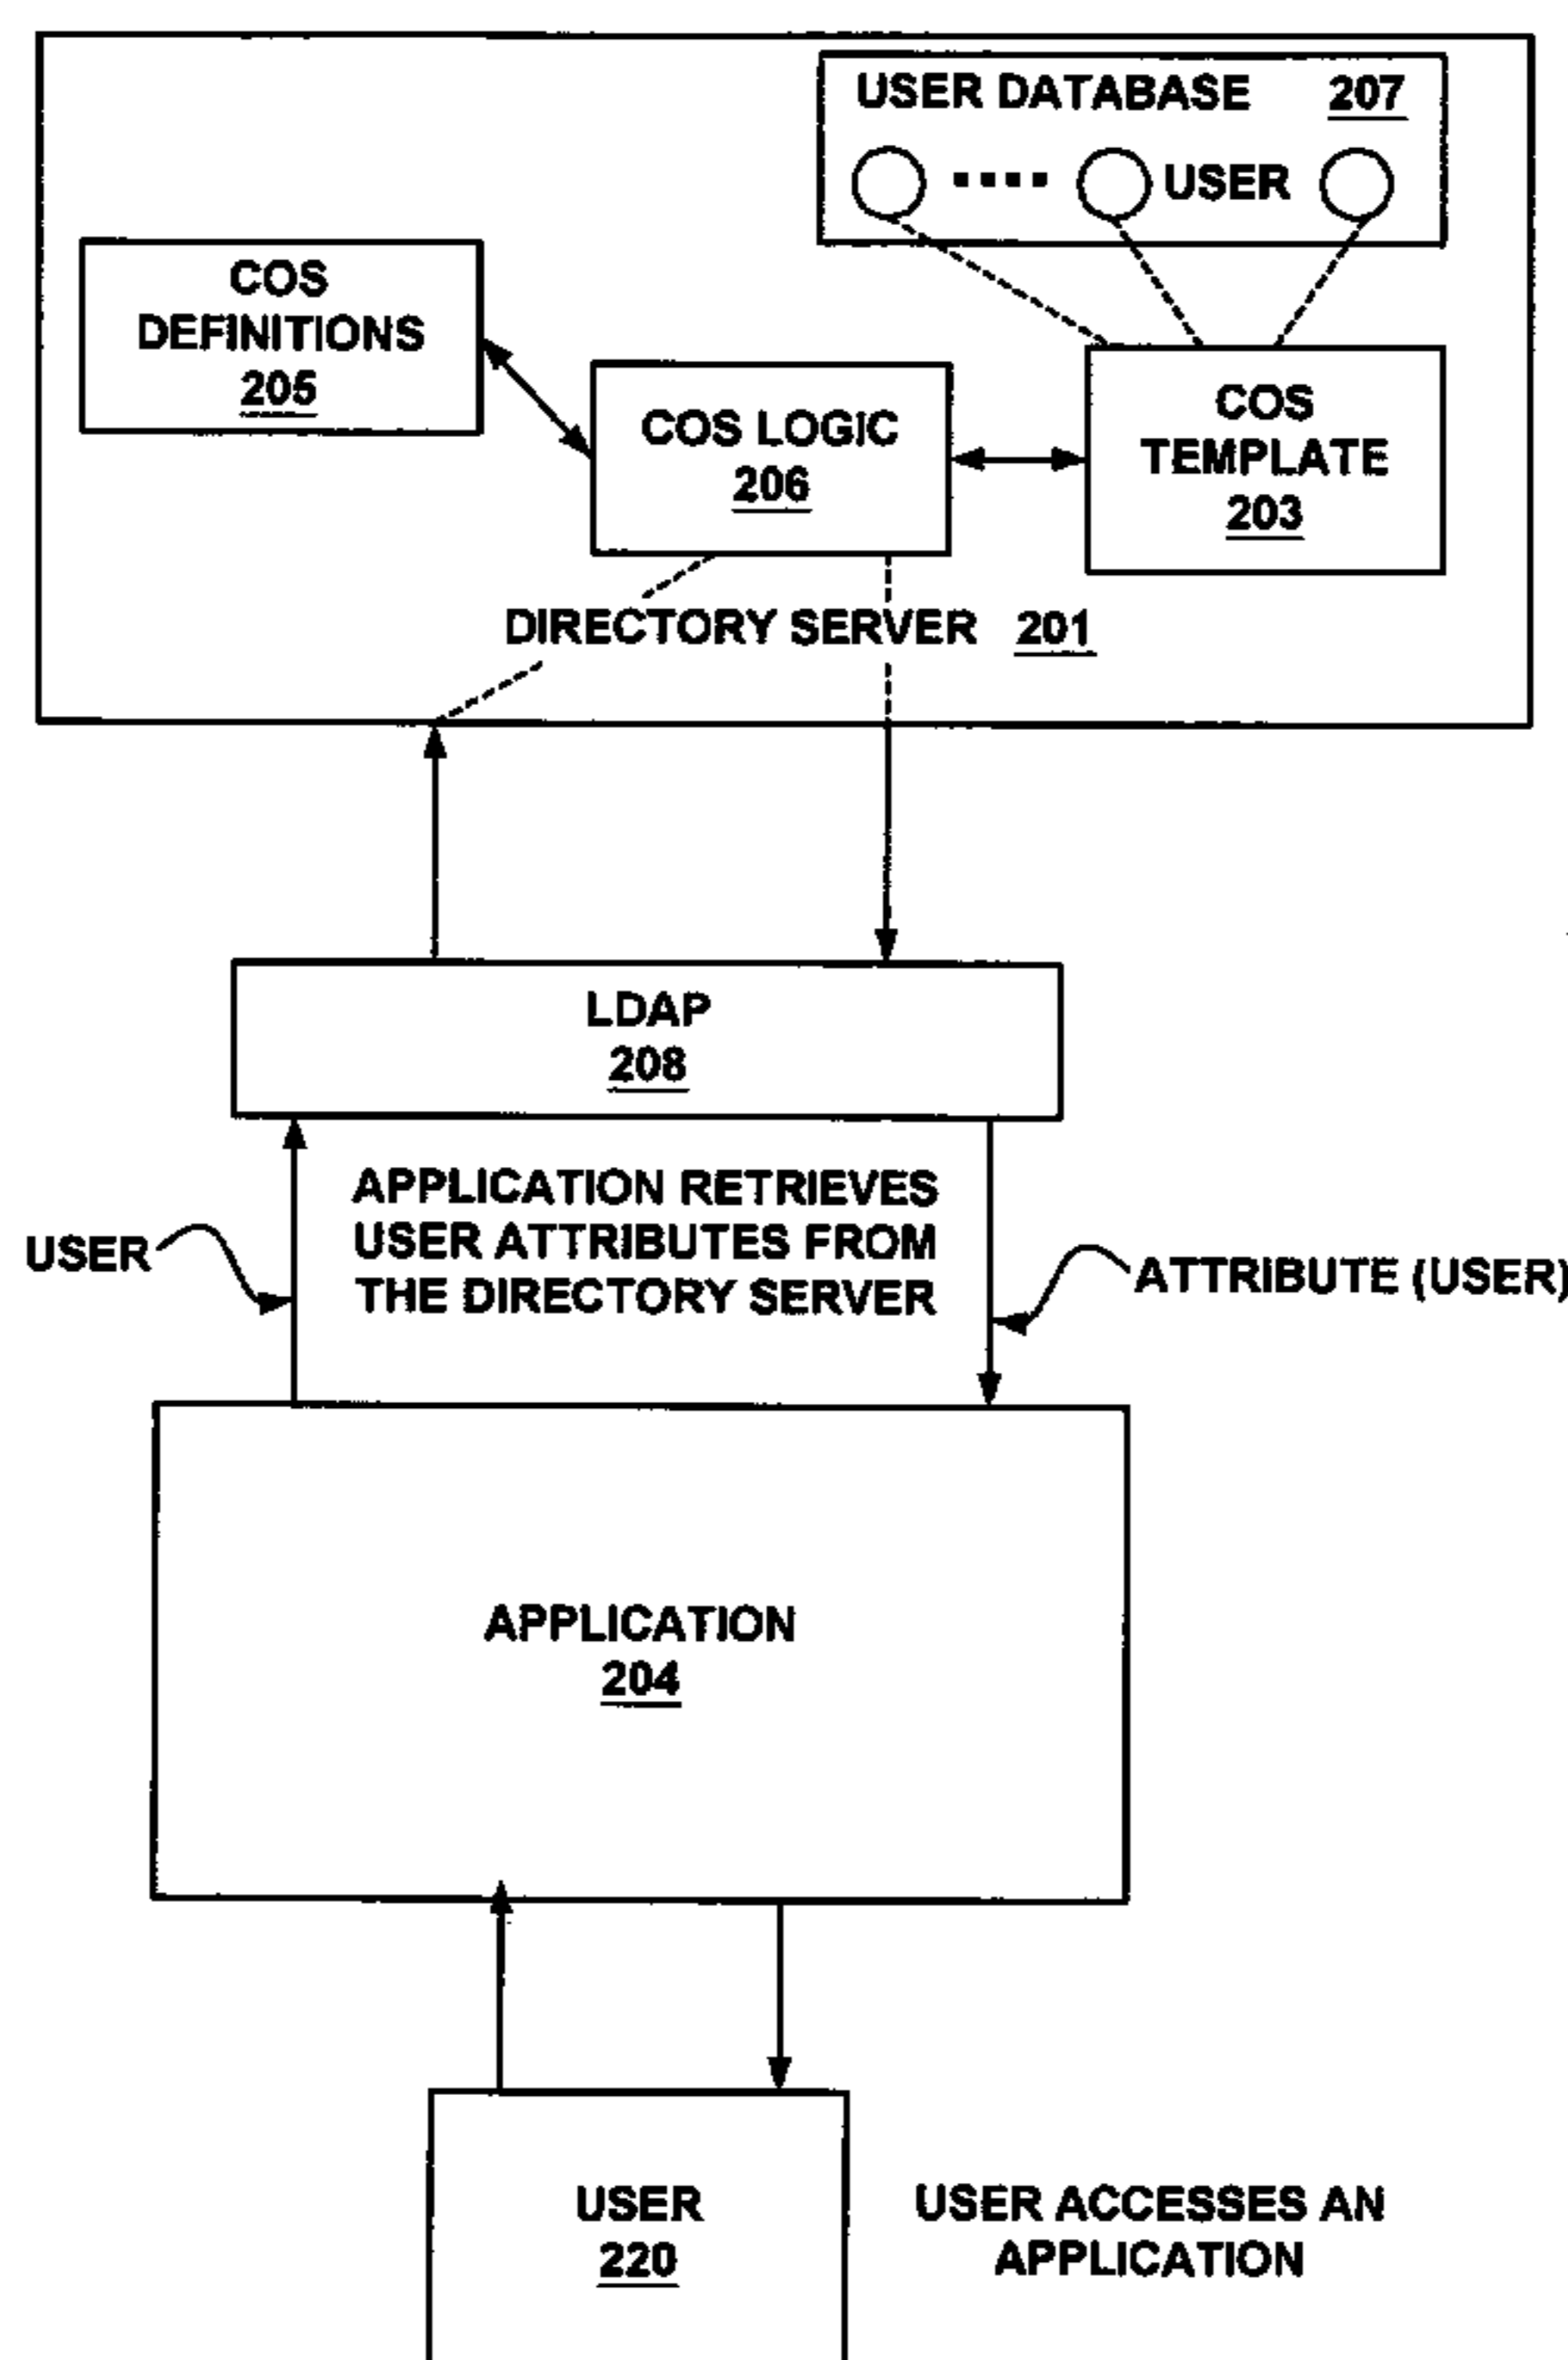 USER DATABASE 207
USER
COS
DEFINITIONS
205
COS LOGIC
206
COS
TEMPLATE
203
DIRECTORY SERVER 201
LDAP
208
APPLICATION RETRIEVES
USER ATTRIBUTES FROM
THE DIRECTORY SERVER
USER
ATTRIBUTE (USER)
APPLICATION
204
USER
220
USER ACCESSES AN
APPLICATION